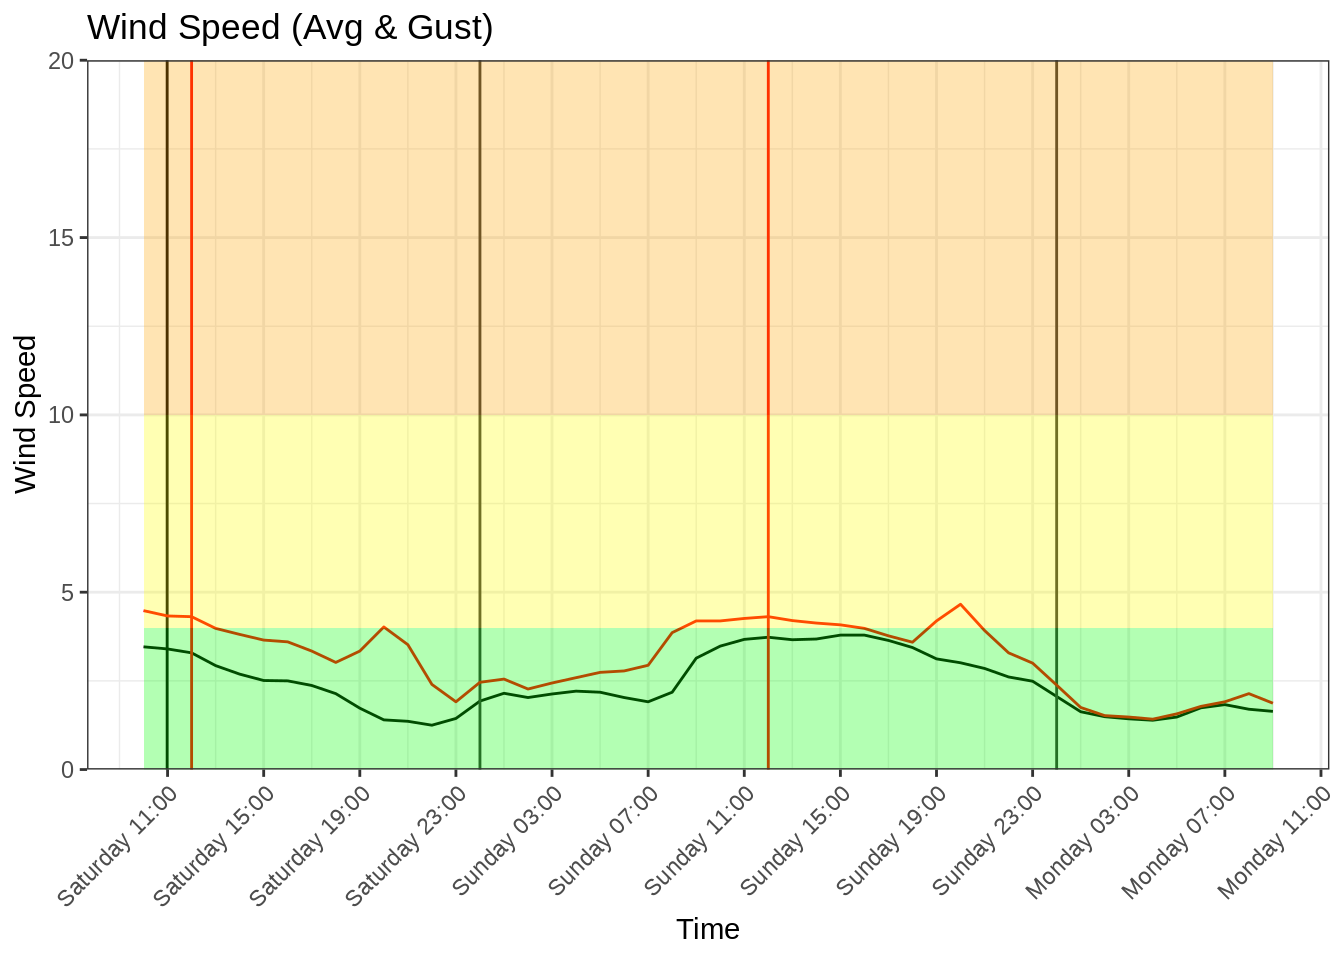 Wind Speed (Avg & Gust)
20
15
10
5
0
Wind Speed
Saturday 11:00
Saturday 15:00
Saturday 19:00
Saturday 23:00
Sunday 03:00
Sunday 07:00
Sunday 11:00
Sunday 15:00
Sunday 19:00
Sunday 23:00
Monday 03:00
Monday 07:00
Monday 11:00
Time